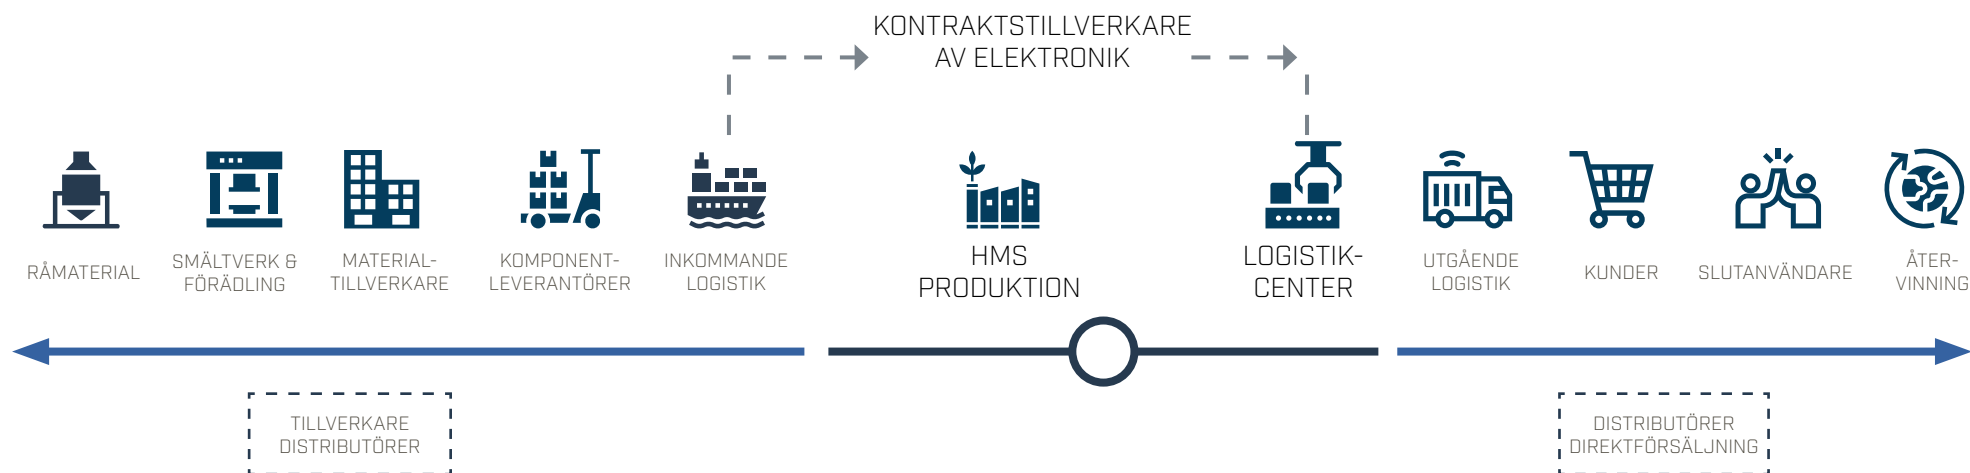 KONTRAKTSTILLVERKARE
AV ELEKTRONIK
RÅMATERIAL
SMÄLTVERK &
FÖRÄDLING
MATERIAL-
TILLVERKARE
KOMPONENT-
LEVERANTÖRER
INKOMMANDE
LOGISTIK
HMS
PRODUKTION
LOGISTIK-
CENTER
UTGÅENDE
LOGISTIK
KUNDER
SLUTANVÄNDARE
ÅTER-
VINNING
TILLVERKARE
DISTRIBUTÖRER
DISTRIBUTÖRER
DIREKTFÖRSÄLJNING